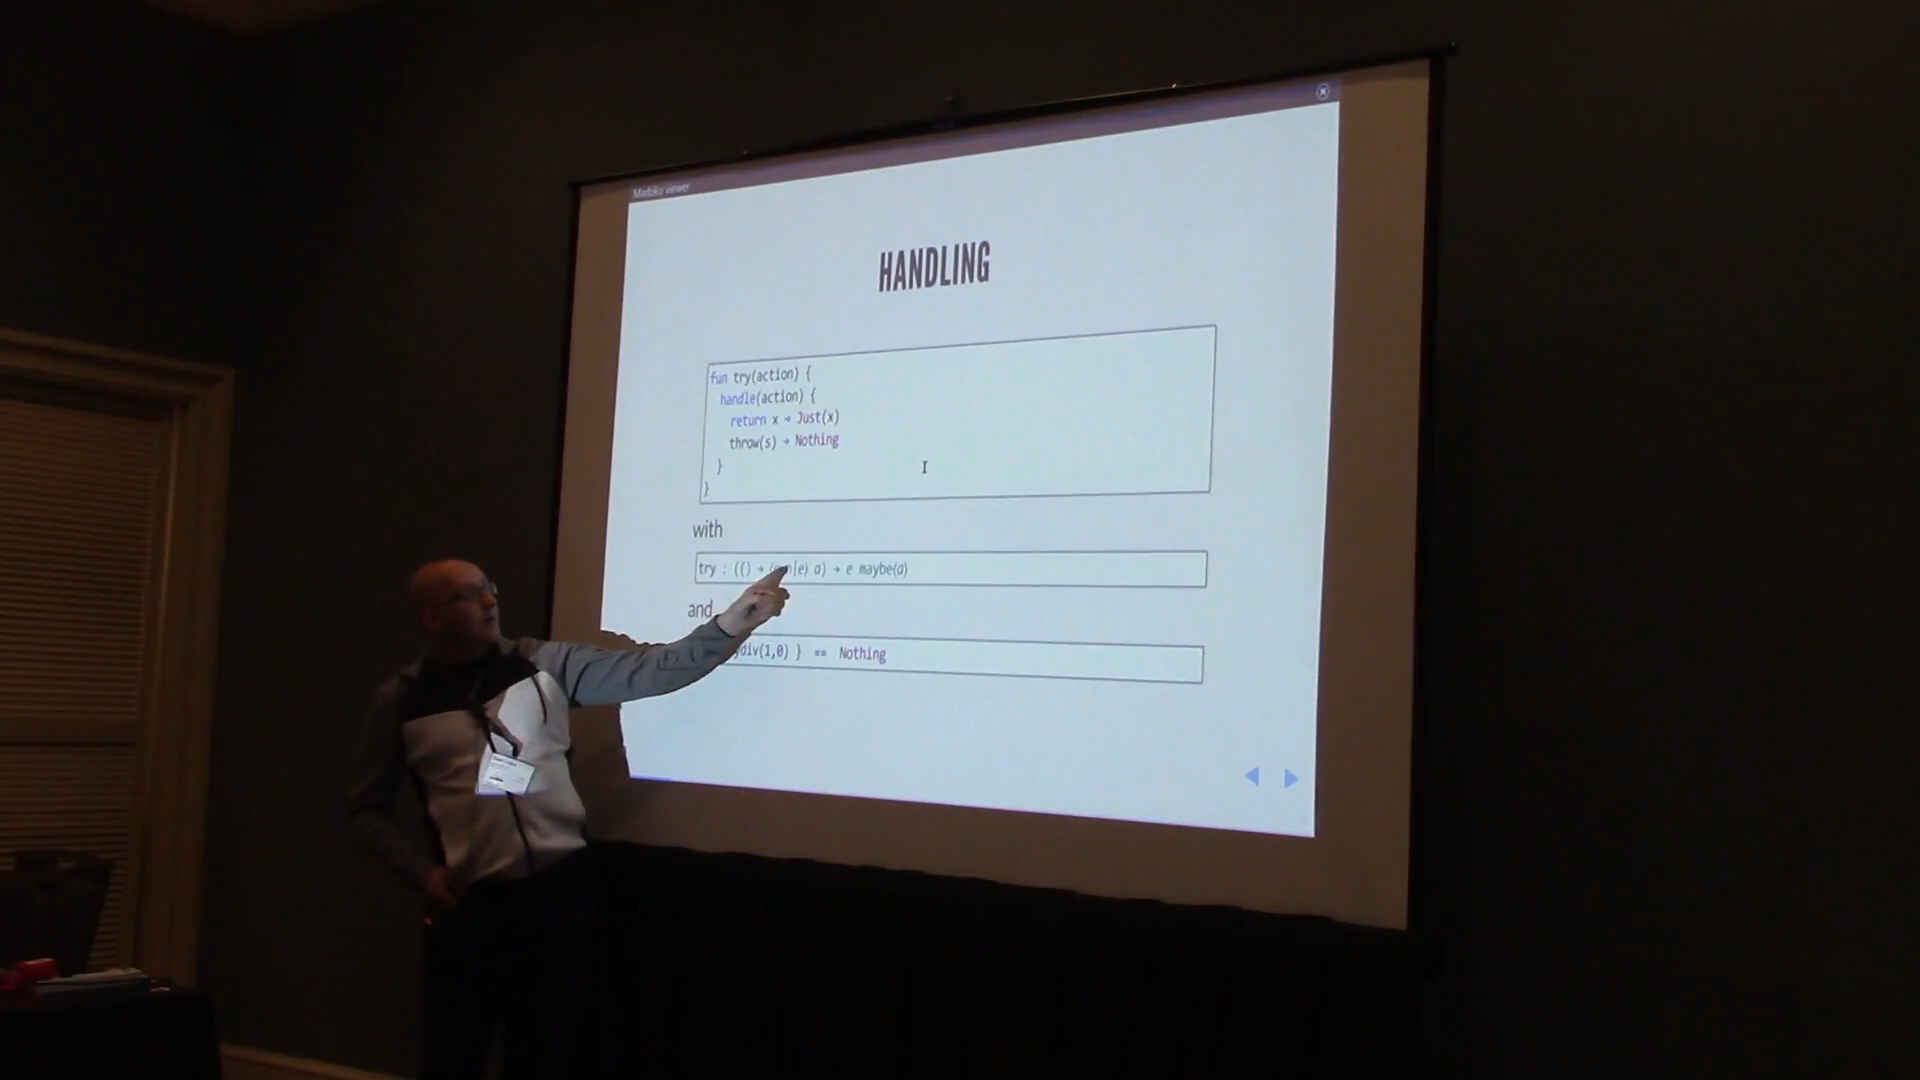 Madoko viewer
HANDLING
fun try(action) {
handle(action) {
return x → Just(x)
throw(s) → Nothing
}
}
with
try : (() → ⟨ |e⟩ a) → e maybe(a)
and
div(1,0) } == Nothing